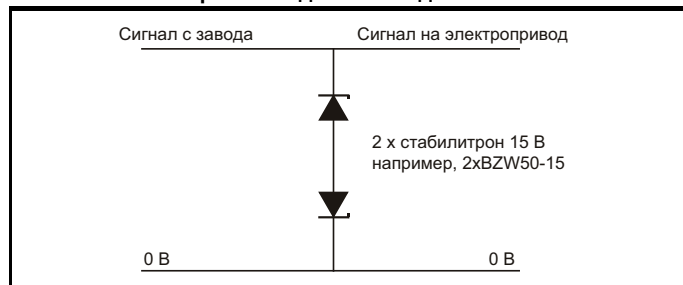 Сигнал с завода
Сигнал на электропривод
2 x стабилитрон 15 В
например, 2xBZW50-15
0 В
0 В